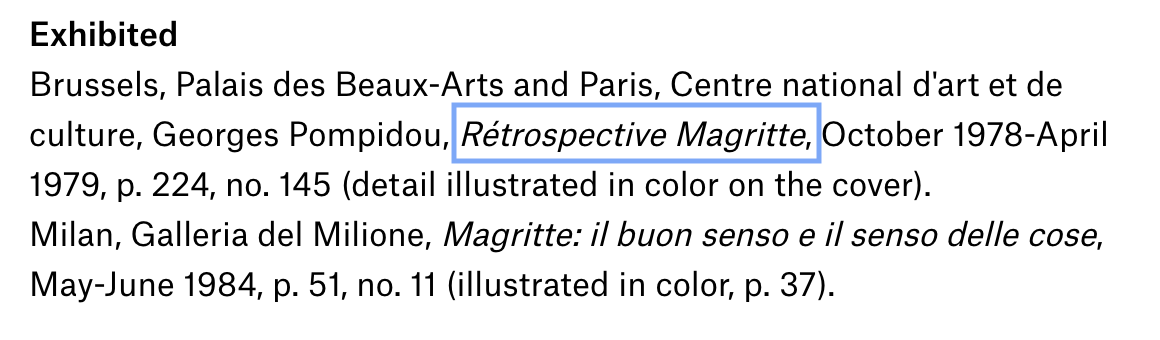 Exhibited
Brussels, Palais des Beaux-Arts and Paris, Centre national d'art et de
culture, Georges Pompidou, Rétrospective Magritte, October 1978-April
1979, p. 224, no. 145 (detail illustrated in color on the cover).
Milan, Galleria del Milione, Magritte: il buon senso e il senso delle cose,
May-June 1984, p. 51, no. 11 (illustrated in color, p. 37).